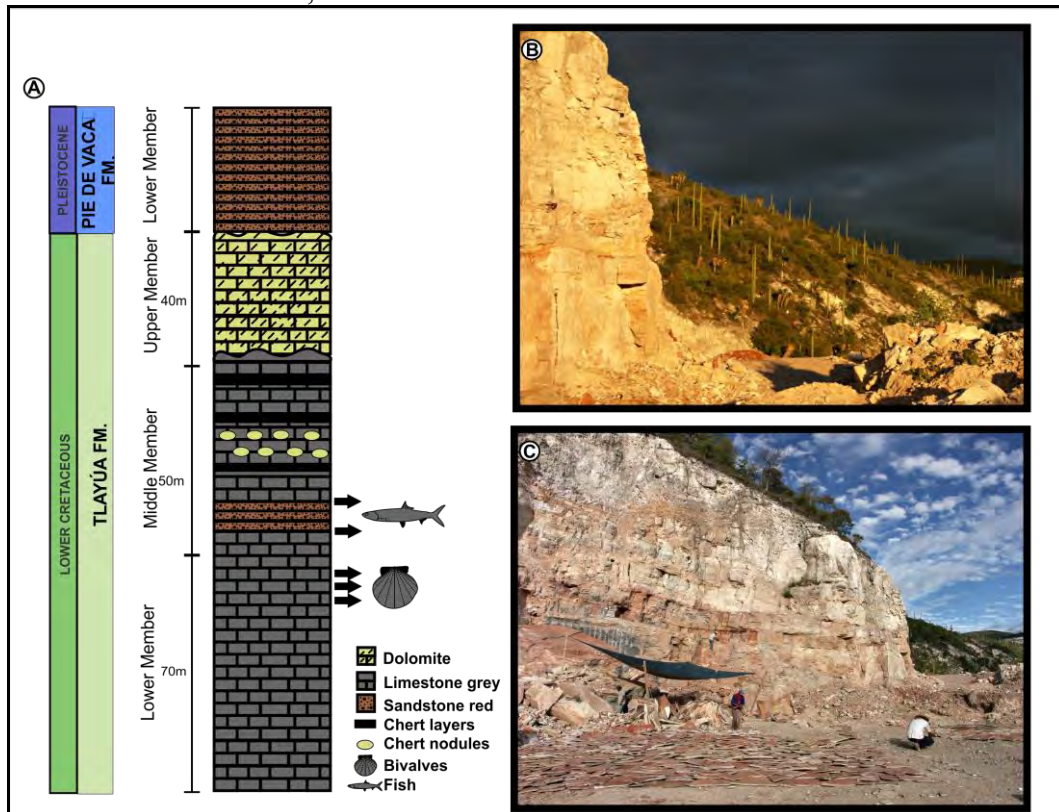 A
PLEISTOCENE
PIE DE VACA
FM.
LOWER CRETACEOUS
TLAYÚA FM.
Lower Member
Upper Member
40m
Middle Member
50m
Lower Member
70m
Dolomite
Limestone grey
Sandstone red
Chert layers
Chert nodules
Bivalves
Fish
B
C